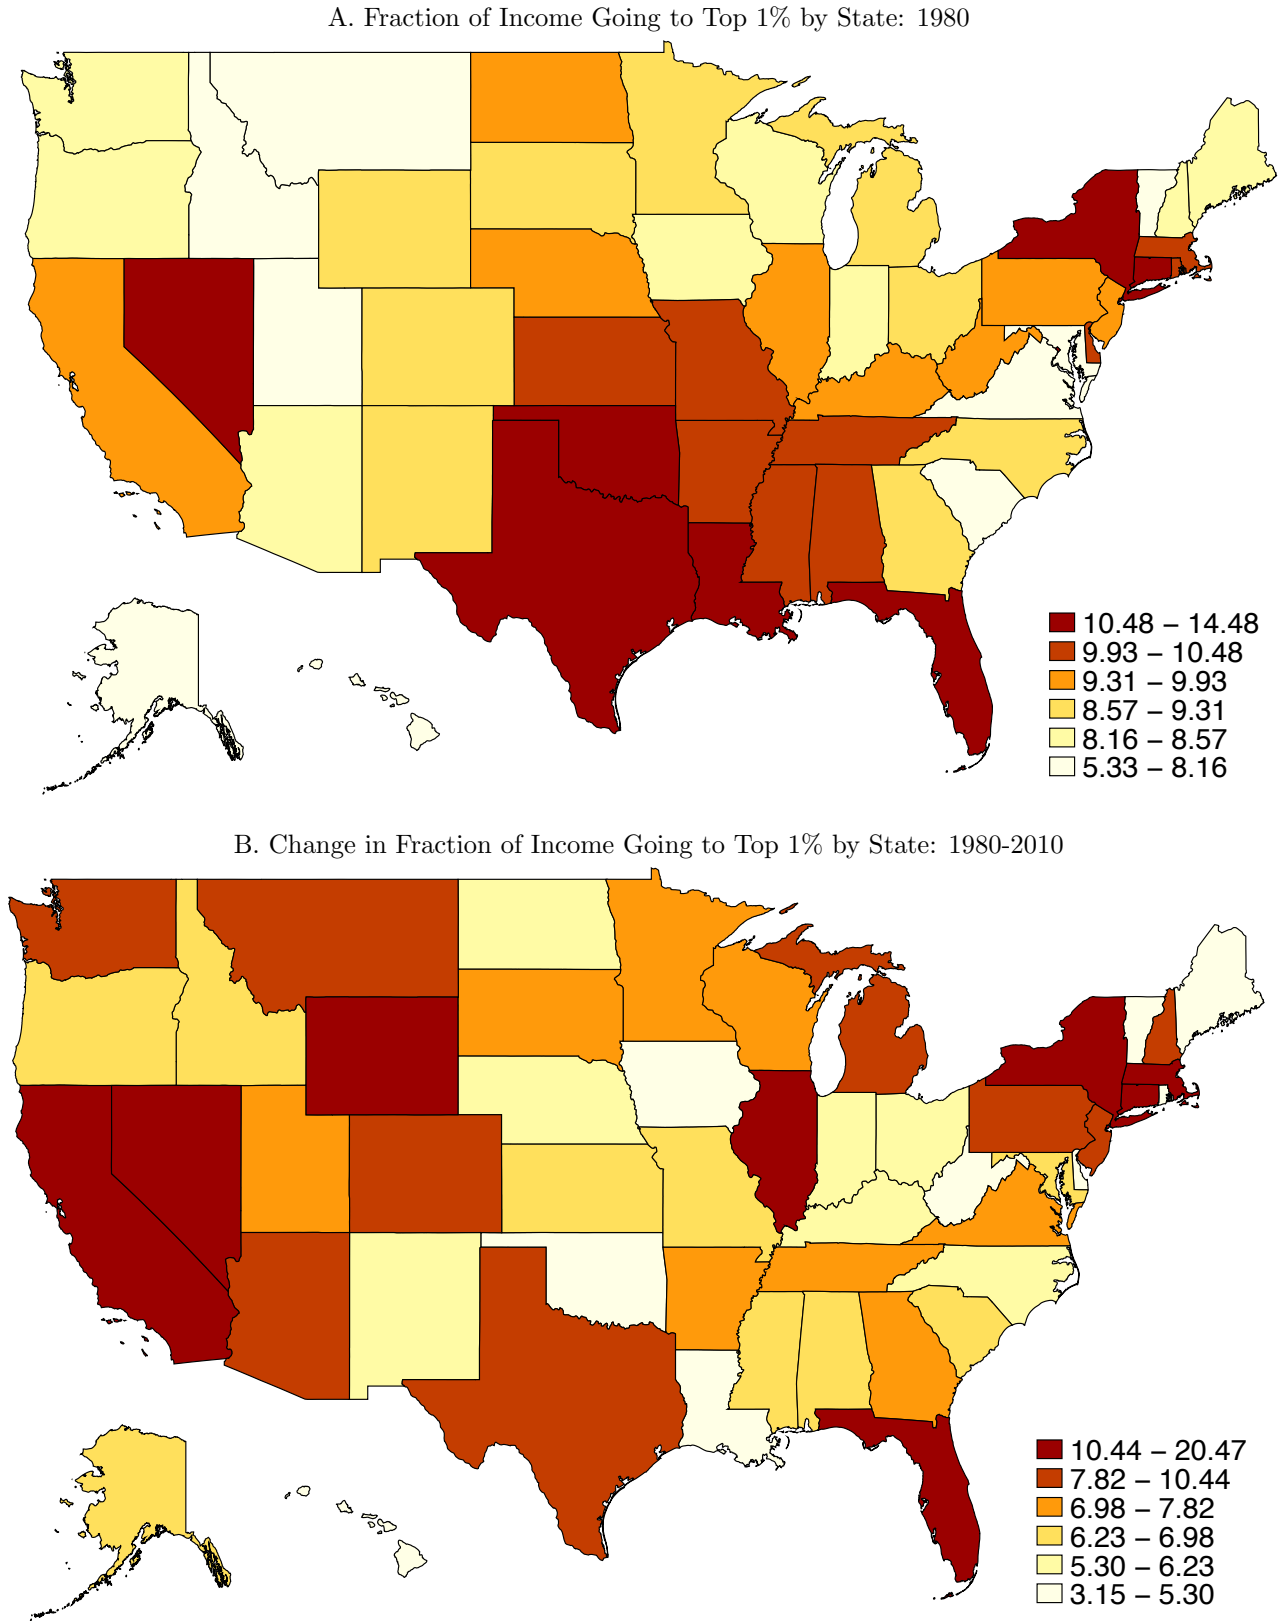 A. Fraction of Income Going to Top 1% by State: 1980
10.48 – 14.48
9.93 – 10.48
9.31 – 9.93
8.57 – 9.31
8.16 – 8.57
5.33 – 8.16
B. Change in Fraction of Income Going to Top 1% by State: 1980-2010
10.44 – 20.47
7.82 – 10.44
6.98 – 7.82
6.23 – 6.98
5.30 – 6.23
3.15 – 5.30